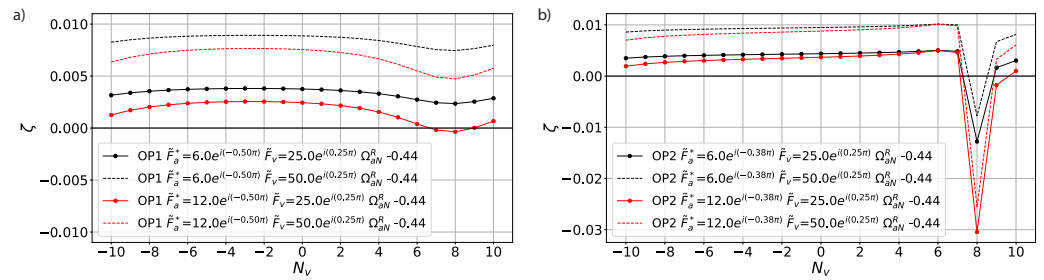 a)
0.010
0.005
0.000
−0.005
−0.010
ζ
OP1 F̃*ₐ=6.0e^{i(−0.50π)} F̃ᵥ=25.0e^{i(0.25π)} Ω^R_{aN} -0.44
OP1 F̃*ₐ=6.0e^{i(−0.50π)} F̃ᵥ=50.0e^{i(0.25π)} Ω^R_{aN} -0.44
OP1 F̃*ₐ=12.0e^{i(−0.50π)} F̃ᵥ=25.0e^{i(0.25π)} Ω^R_{aN} -0.44
OP1 F̃*ₐ=12.0e^{i(−0.50π)} F̃ᵥ=50.0e^{i(0.25π)} Ω^R_{aN} -0.44
−10 −8 −6 −4 −2 0 2 4 6 8 10
Nᵥ
b)
0.010
0.000
−0.01
−0.02
−0.03
ζ
OP2 F̃*ₐ=6.0e^{i(−0.38π)} F̃ᵥ=25.0e^{i(0.25π)} Ω^R_{aN} -0.44
OP2 F̃*ₐ=6.0e^{i(−0.38π)} F̃ᵥ=50.0e^{i(0.25π)} Ω^R_{aN} -0.44
OP2 F̃*ₐ=12.0e^{i(−0.38π)} F̃ᵥ=25.0e^{i(0.25π)} Ω^R_{aN} -0.44
OP2 F̃*ₐ=12.0e^{i(−0.38π)} F̃ᵥ=50.0e^{i(0.25π)} Ω^R_{aN} -0.44
−10 −8 −6 −4 −2 0 2 4 6 8 10
Nᵥ